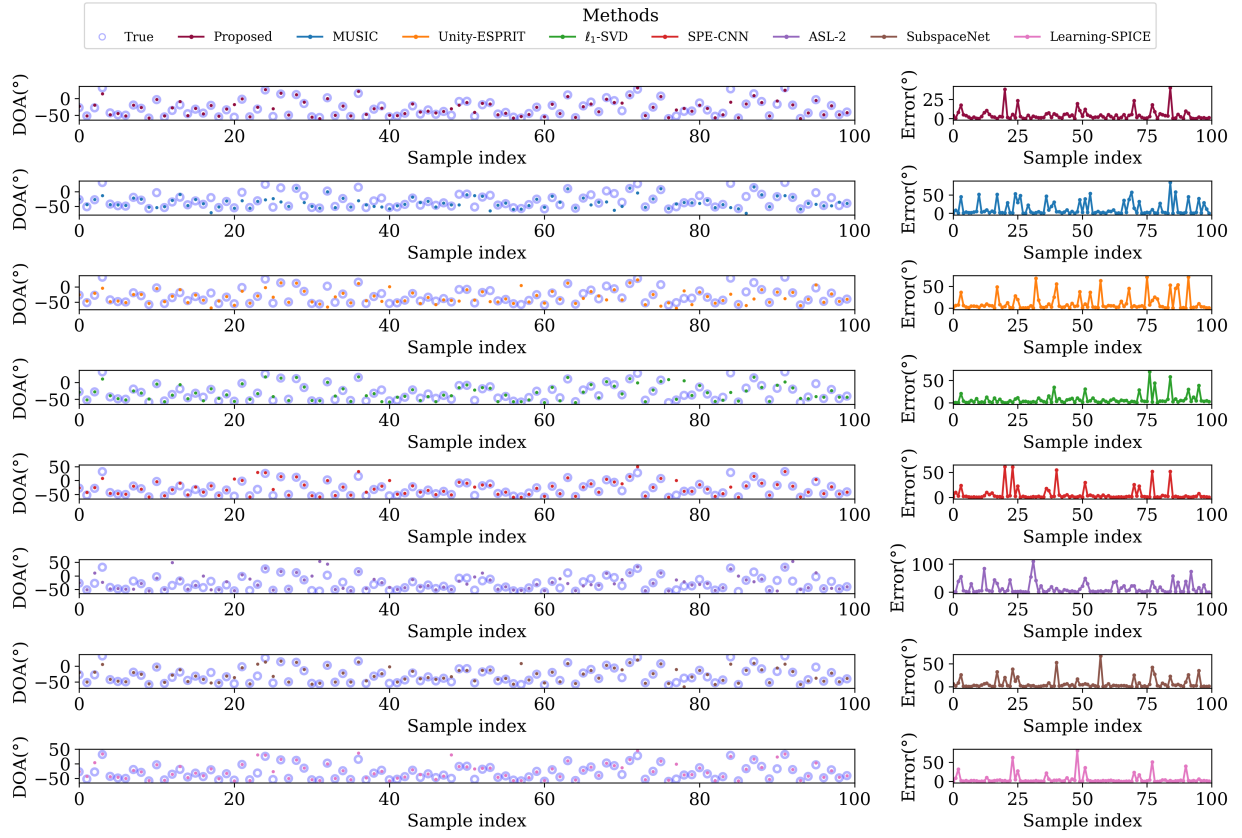 Methods
True Proposed MUSIC Unity-ESPRIT ℓ₁-SVD SPE-CNN ASL-2 SubspaceNet Learning-SPICE
DOA(°) 0 −50 Error(°) 25 0
0 20 40 60 80 100 0 25 50 75 100
Sample index Sample index
DOA(°) 0 −50 Error(°) 50 0
0 20 40 60 80 100 0 25 50 75 100
Sample index Sample index
DOA(°) 0 −50 Error(°) 50 0
0 20 40 60 80 100 0 25 50 75 100
Sample index Sample index
DOA(°) 0 −50 Error(°) 50 0
0 20 40 60 80 100 0 25 50 75 100
Sample index Sample index
DOA(°) 50 0 −50 Error(°) 50 0
0 20 40 60 80 100 0 25 50 75 100
Sample index Sample index
DOA(°) 50 0 −50 Error(°) 100 0
0 20 40 60 80 100 0 25 50 75 100
Sample index Sample index
DOA(°) 0 −50 Error(°) 50 0
0 20 40 60 80 100 0 25 50 75 100
Sample index Sample index
DOA(°) 50 −50 Error(°) 50 0
0 20 40 60 80 100 0 25 50 75 100
Sample index Sample index